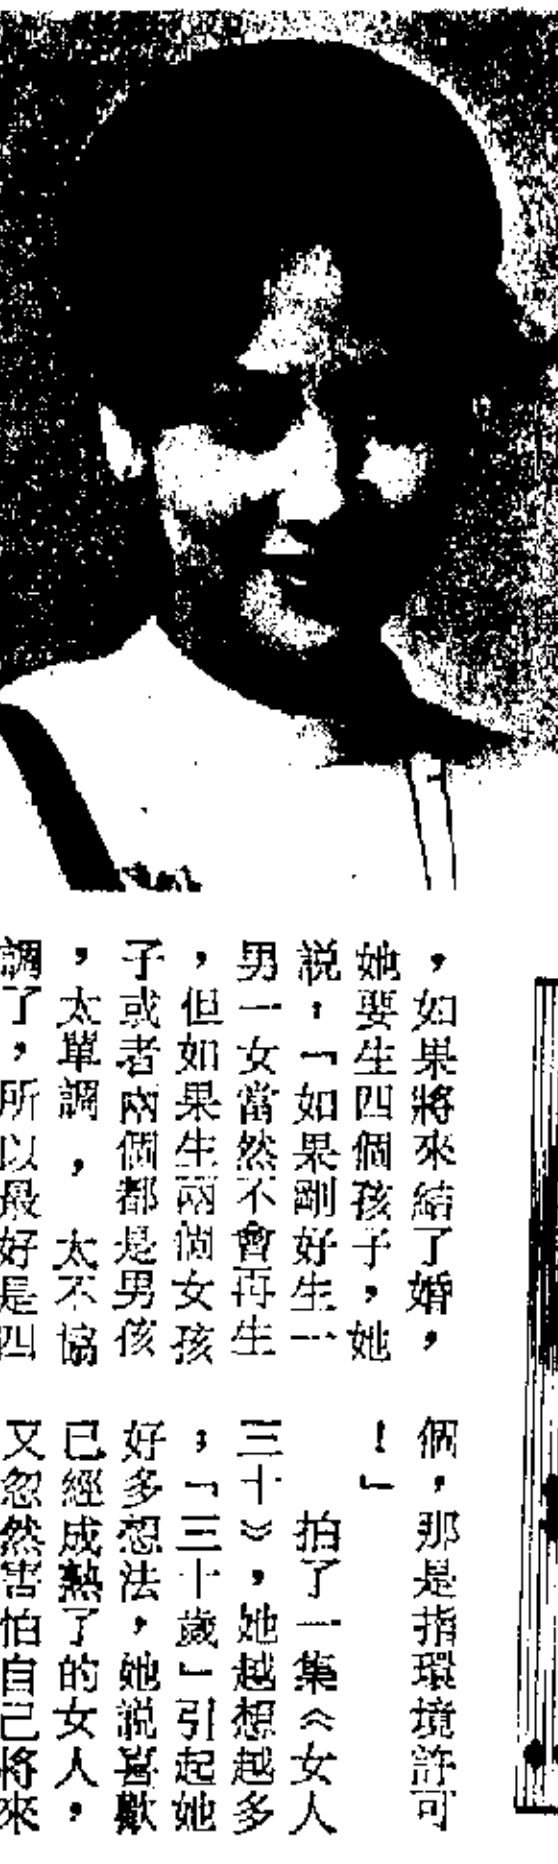 ，如果將來結了婚，
她要生四個孩子，她
説，「如果剛好生一
男一女當然不會再生
，但如果生兩個女孩
子或者兩個都是男孩
，太單調，太不協
調了，所以最好是四
個，那是指環境許可
！」
拍了一集《女人
三十》，她越想越多
，「三十歲」引起她
好多想法，她説喜歡
已經成熟了的女人，
又忽然害怕自己將來